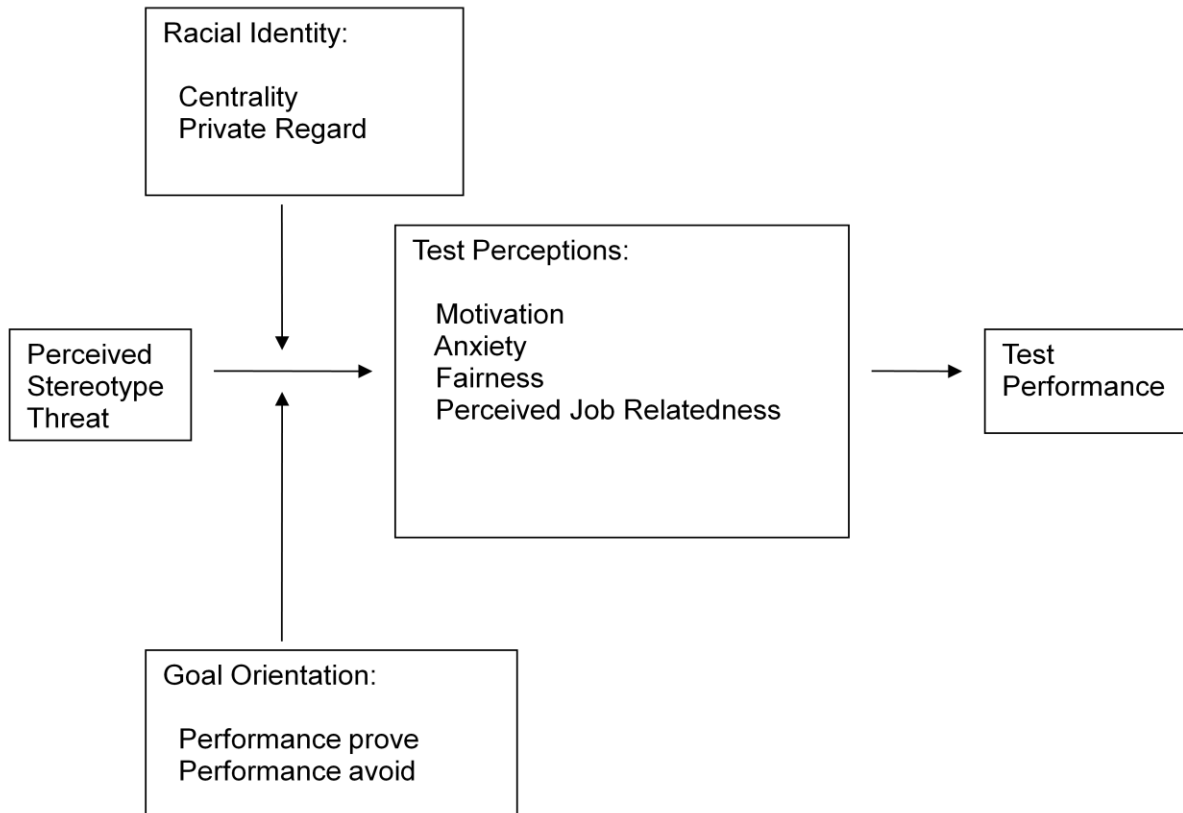 Racial Identity:
Centrality
Private Regard
Test Perceptions:
Motivation
Anxiety
Fairness
Perceived Job Relatedness
Perceived
Stereotype
Threat
Test
Performance
Goal Orientation:
Performance prove
Performance avoid